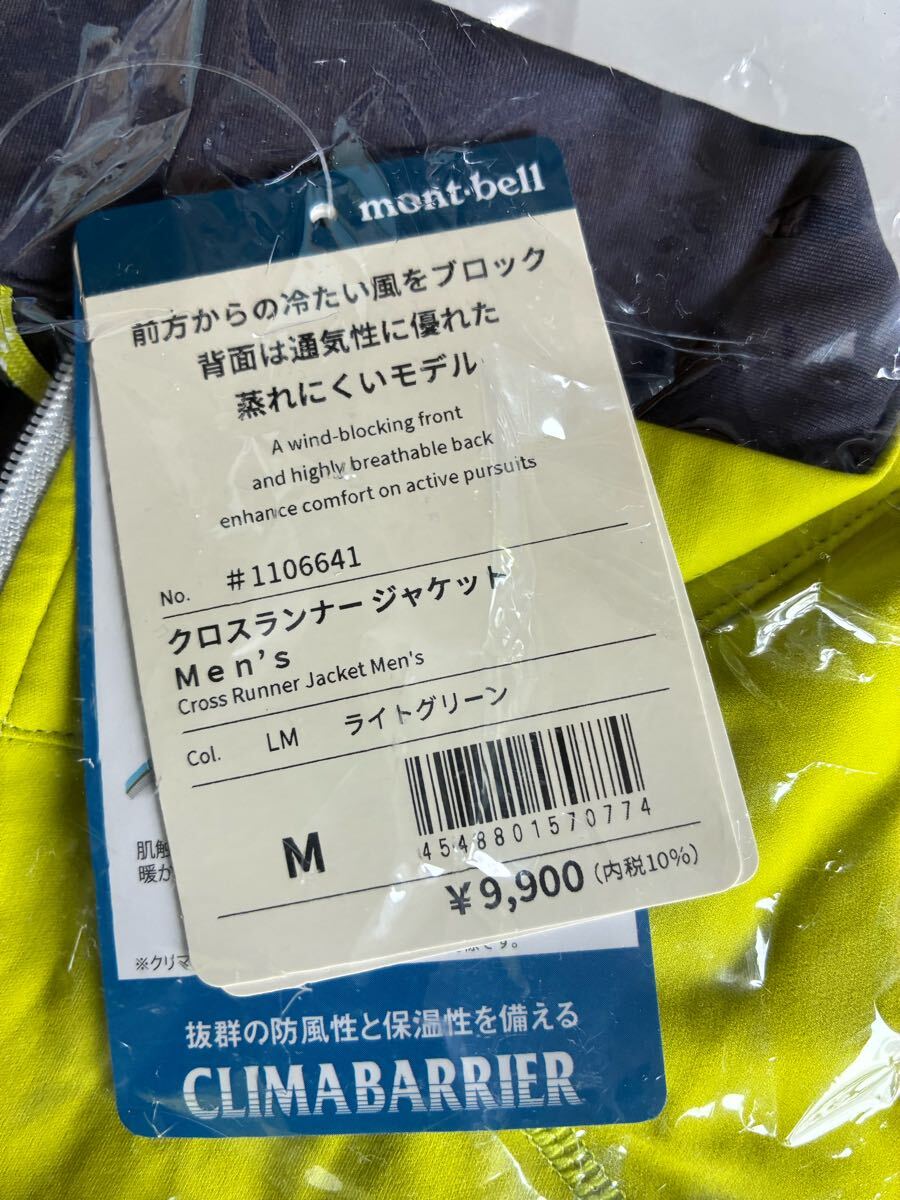 mont-bell
前方からの冷たい風をブロック
背面は通気性に優れた
蒸れにくいモデル
A wind-blocking front
and highly breathable back
enhance comfort on active pursuits
No. #1106641
クロスランナー ジャケット
Men's
Cross Runner Jacket Men's
Col. LM ライトグリーン
M
4548801570774
¥9,900 (内税10%)
肌触
暖か
※クリマ
です。
抜群の防風性と保温性を備える
CLIMABARRIER